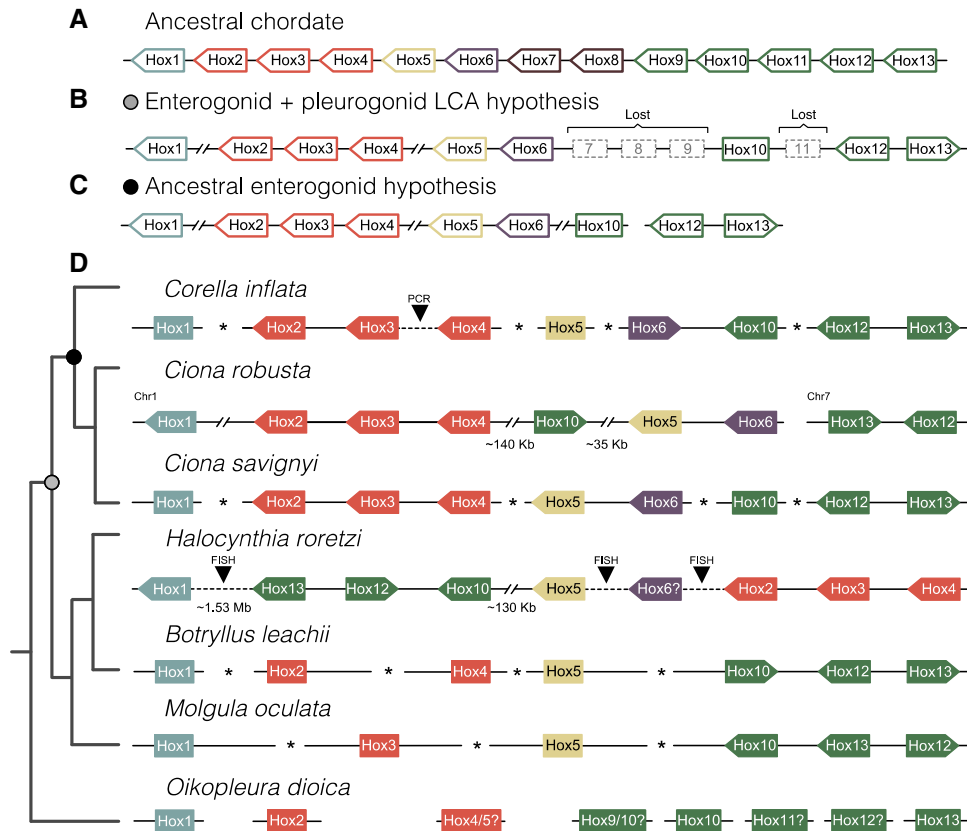 A Ancestral chordate
Hox1 Hox2 Hox3 Hox4 Hox5 Hox6 Hox7 Hox8 Hox9 Hox10 Hox11 Hox12 Hox13
B Enterogonid + pleurogonid LCA hypothesis
Lost Lost
Hox1 // Hox2 Hox3 Hox4 // Hox5 Hox6 7 8 9 Hox10 11 Hox12 Hox13
C Ancestral enterogonid hypothesis
Hox1 // Hox2 Hox3 Hox4 // Hox5 Hox6 // Hox10 Hox12 Hox13
D
Corella inflata
PCR
Hox1 * Hox2 Hox3 Hox4 * Hox5 * Hox6 Hox10 * Hox12 Hox13
Ciona robusta
Chr1 Chr7
Hox1 // Hox2 Hox3 Hox4 // Hox10 // Hox5 Hox6 Hox13 Hox12
~140 Kb ~35 Kb
Ciona savignyi
Hox1 * Hox2 Hox3 Hox4 * Hox5 Hox6 * Hox10 * Hox12 Hox13
Halocynthia roretzi
FISH FISH FISH
Hox1 Hox13 Hox12 Hox10 // Hox5 Hox6? Hox2 Hox3 Hox4
~1.53 Mb ~130 Kb
Botryllus leachii
Hox1 * Hox2 * Hox4 * Hox5 * Hox10 Hox12 Hox13
Molgula oculata
Hox1 * Hox3 * Hox5 * Hox10 Hox13 Hox12
Oikopleura dioica
Hox1 Hox2 Hox4/5? Hox9/10? Hox10 Hox11? Hox12? Hox13